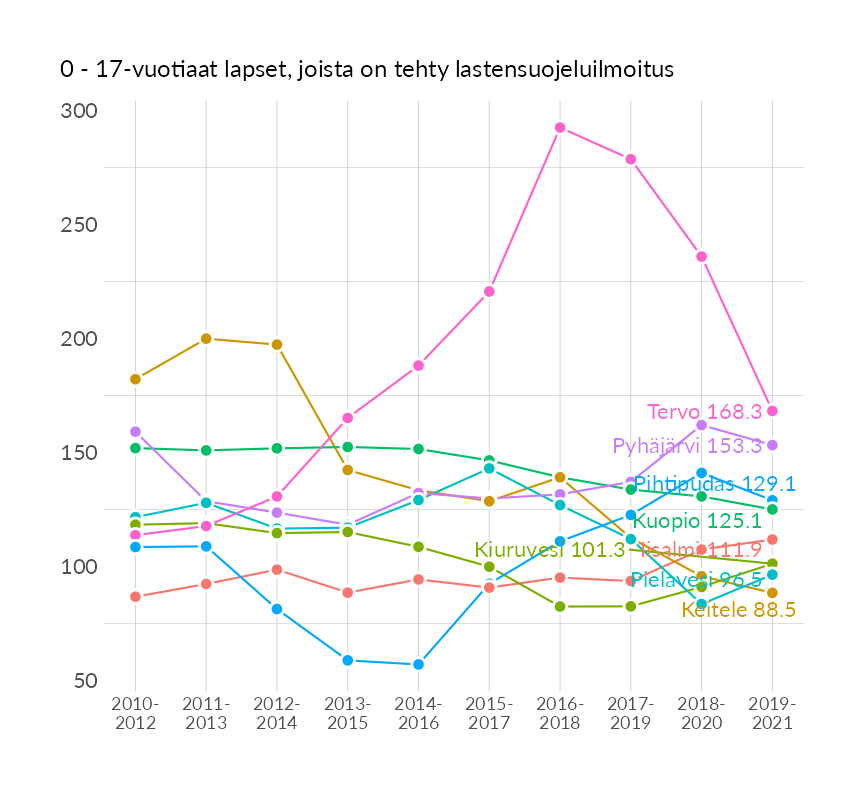 0 - 17-vuotiaat lapset, joista on tehty lastensuojeluilmoitus
300
250
200
150
100
50
Tervo 168.3
Pyhäjärvi 153.3
Pihtipudas 129.1
Kuopio 125.1
Kiuruvesi 101.3
Iisalmi 111.9
Pielavesi 96.5
Keitele 88.5
2010-2012
2011-2013
2012-2014
2013-2015
2014-2016
2015-2017
2016-2018
2017-2019
2018-2020
2019-2021